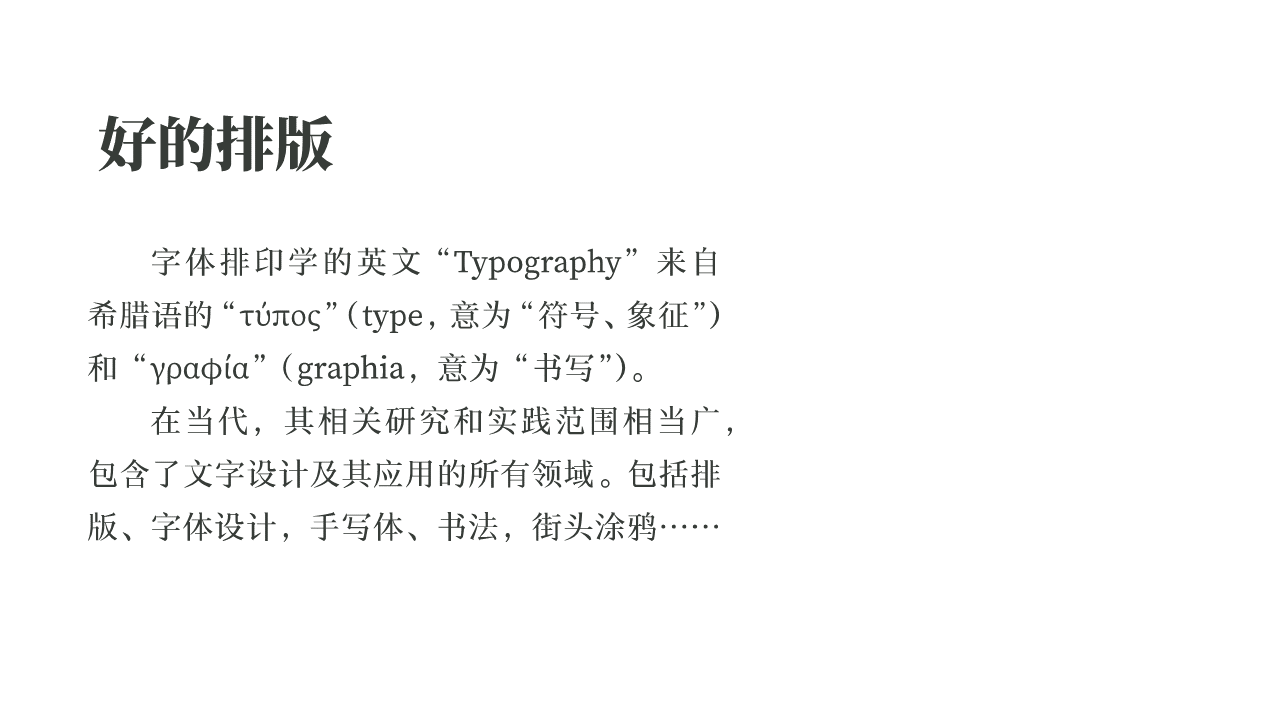 好的排版
字体排印学的英文“Typography”来自
希腊语的“τύπος”（type，意为“符号、象征”）
和“γραφία”（graphia，意为“书写”）。
在当代，其相关研究和实践范围相当广，
包含了文字设计及其应用的所有领域。包括排
版、字体设计，手写体、书法，街头涂鸦……